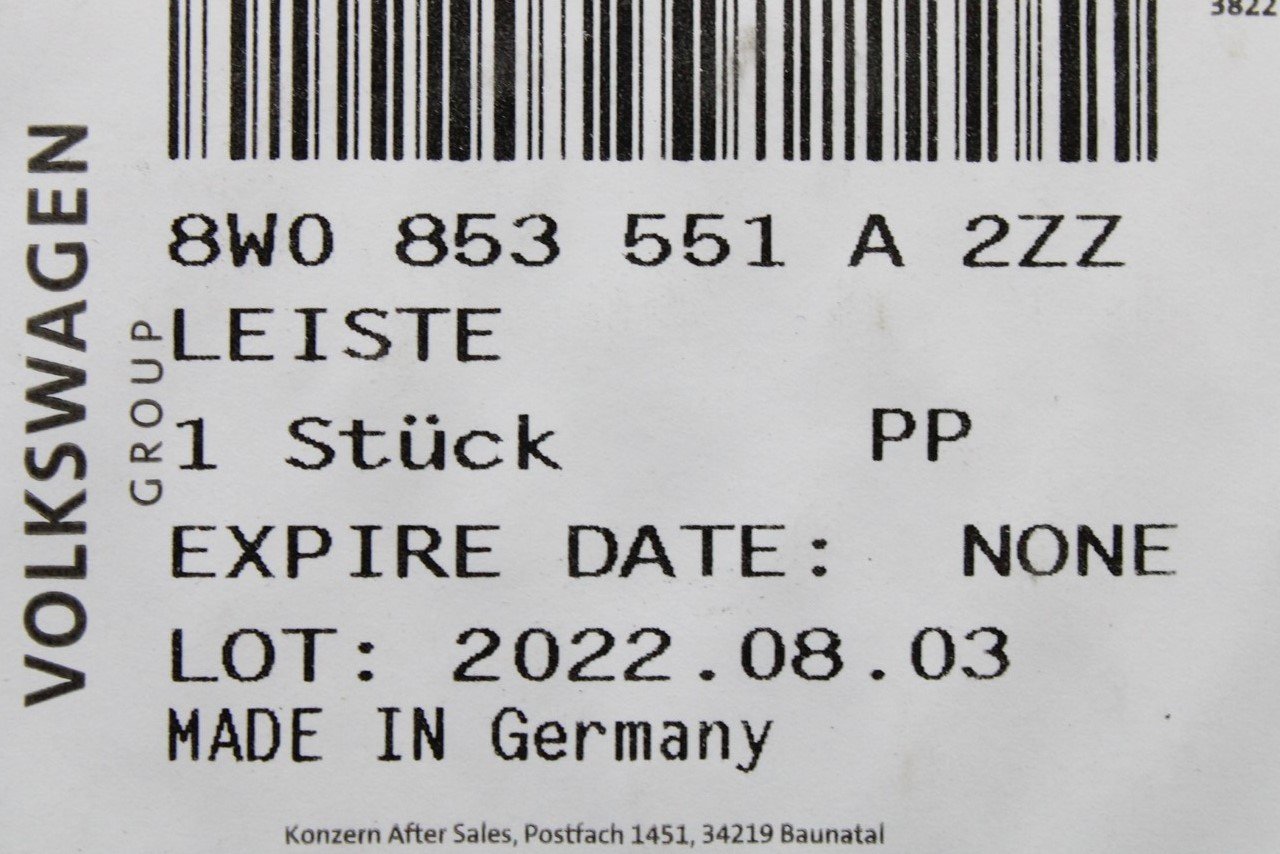 3822
8W0 853 551 A 2ZZ
LEISTE
1 Stück PP
EXPIRE DATE: NONE
LOT: 2022.08.03
MADE IN Germany
Konzern After Sales, Postfach 1451, 34219 Baunatal
VOLKSWAGEN
GROUP